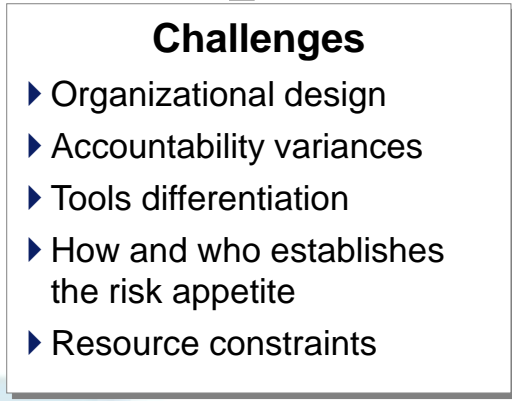 Challenges
Organizational design
Accountability variances
Tools differentiation
How and who establishes
the risk appetite
Resource constraints